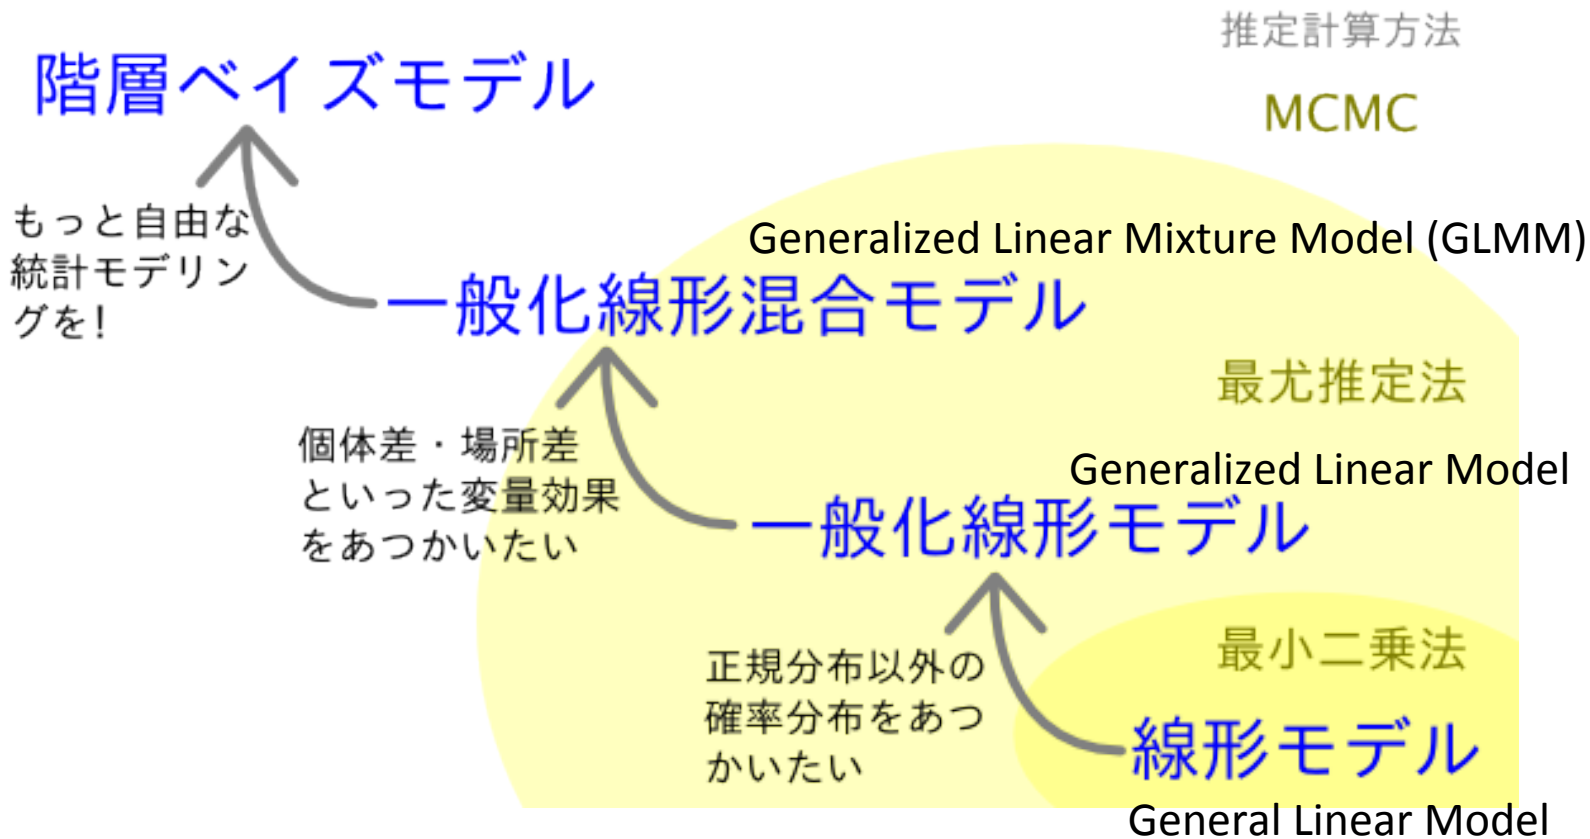 推定計算方法
階層ベイズモデル
MCMC
もっと自由な
統計モデリン
グを!
Generalized Linear Mixture Model (GLMM)
一般化線形混合モデル
最尤推定法
個体差・場所差
といった変量効果
をあつかいたい
Generalized Linear Model
一般化線形モデル
最小二乗法
正規分布以外の
確率分布をあつ
かいたい
線形モデル
General Linear Model